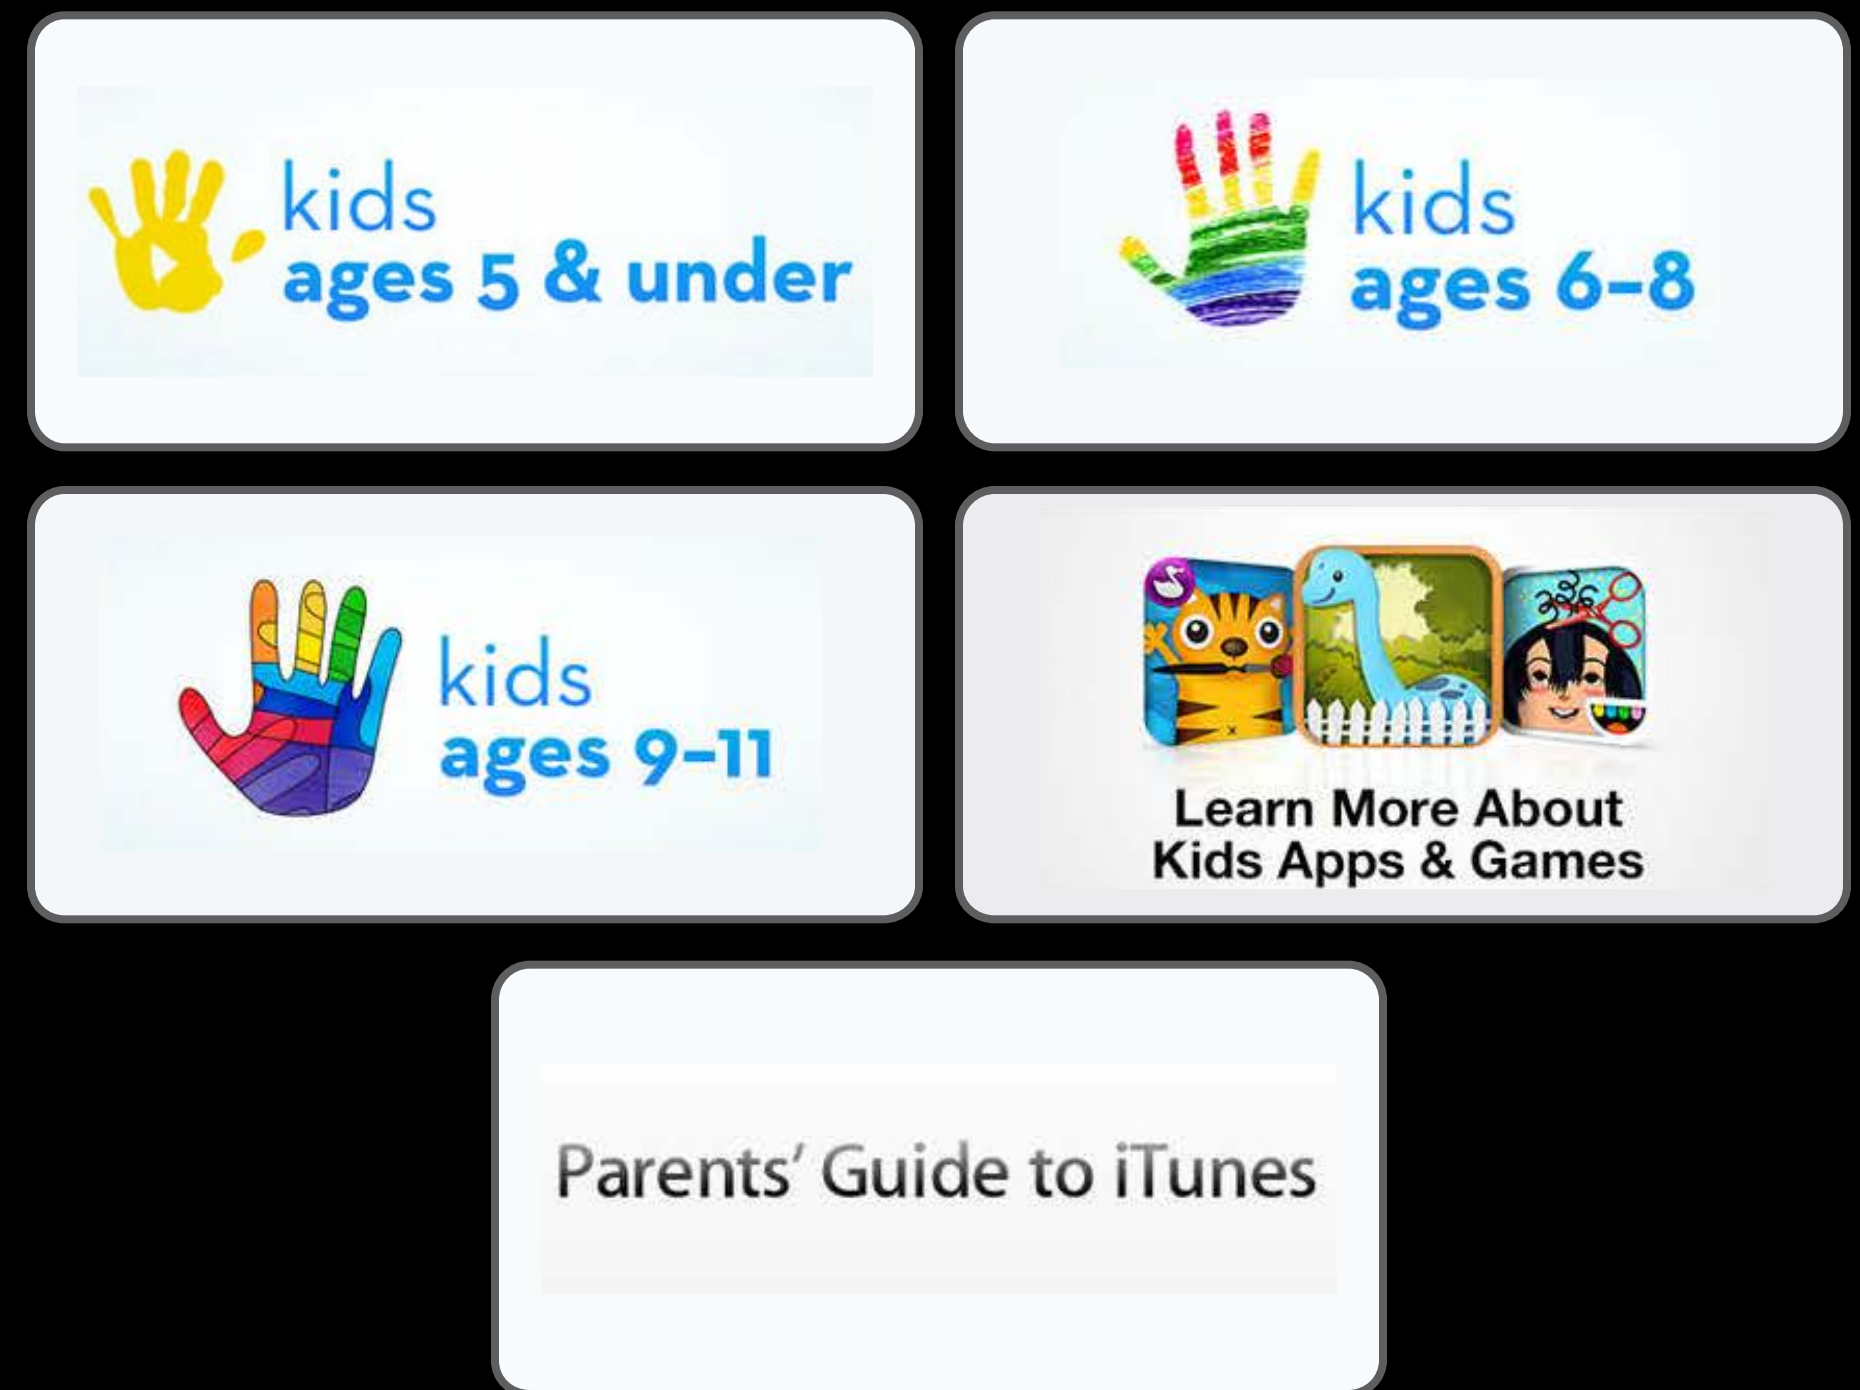 kids
ages 5 & under
kids
ages 6–8
kids
ages 9–11
Learn More About
Kids Apps & Games
Parents’ Guide to iTunes